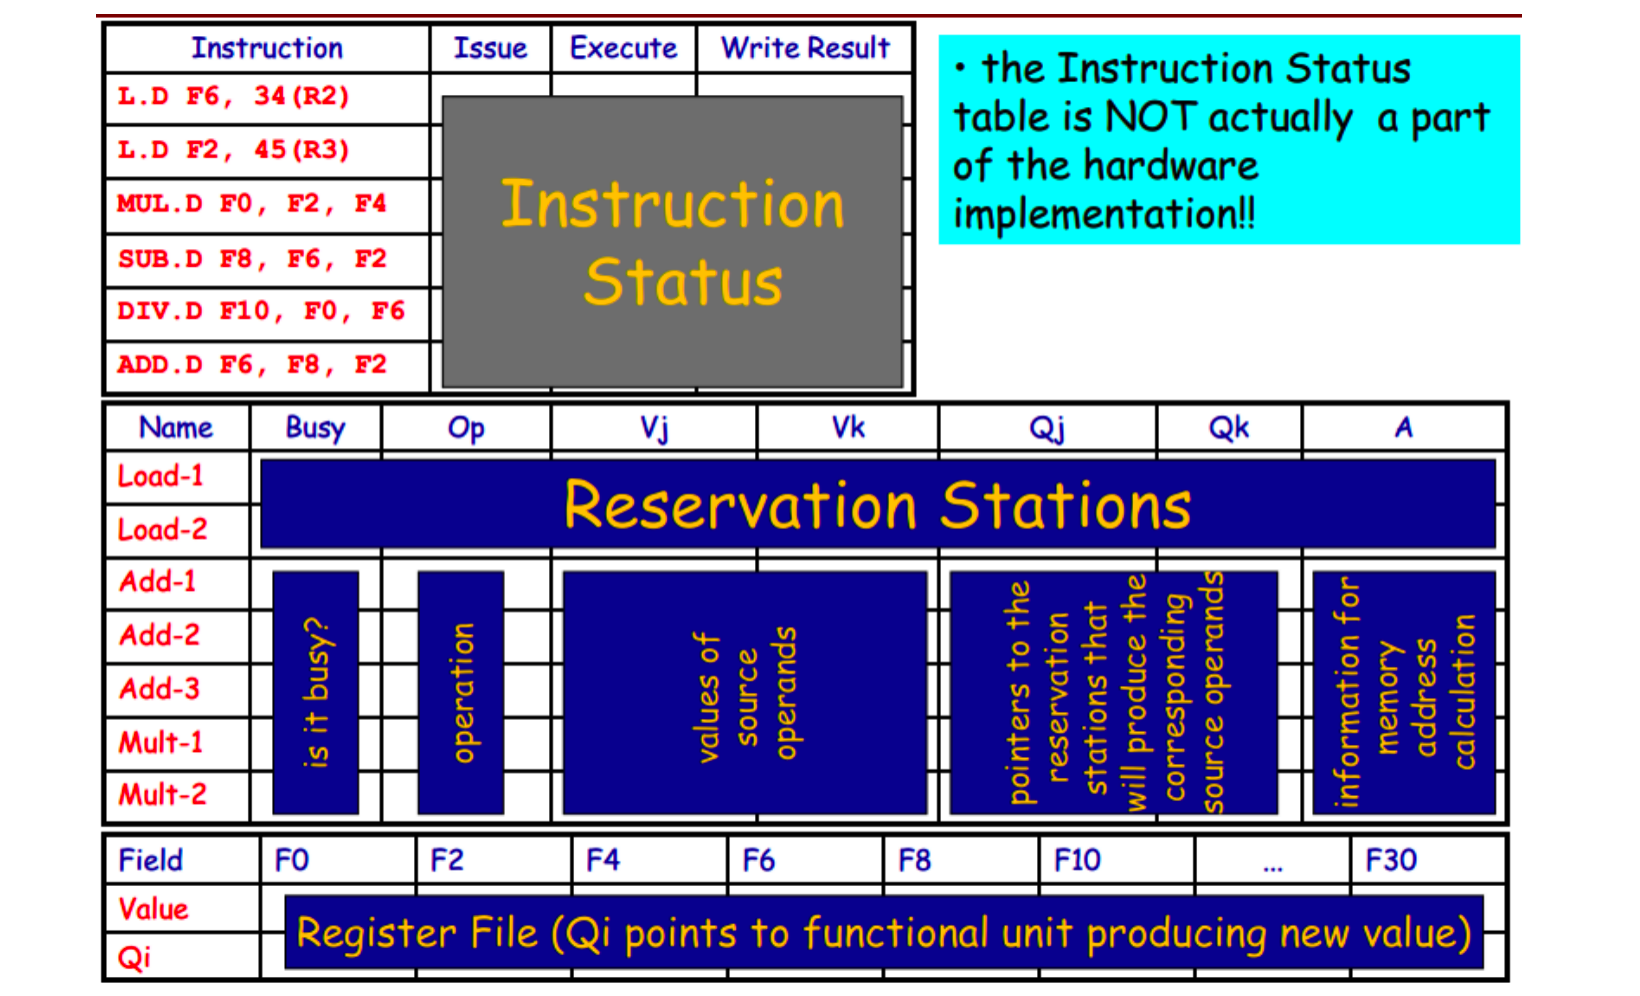 Instruction Issue Execute Write Result
L.D F6, 34(R2)
L.D F2, 45(R3)
MUL.D F0, F2, F4
SUB.D F8, F6, F2
DIV.D F10, F0, F6
ADD.D F6, F8, F2
Instruction
Status
• the Instruction Status
table is NOT actually a part
of the hardware
implementation!!
Name Busy Op Vj Vk Qj Qk A
Load-1
Load-2
Reservation Stations
Add-1
Add-2
Add-3
Mult-1
Mult-2
is it busy?
operation
values of
source
operands
pointers to the
reservation
stations that
will produce the
corresponding
source operands
information for
memory
address
calculation
Field F0 F2 F4 F6 F8 F10 ... F30
Value
Qi
Register File (Qi points to functional unit producing new value)